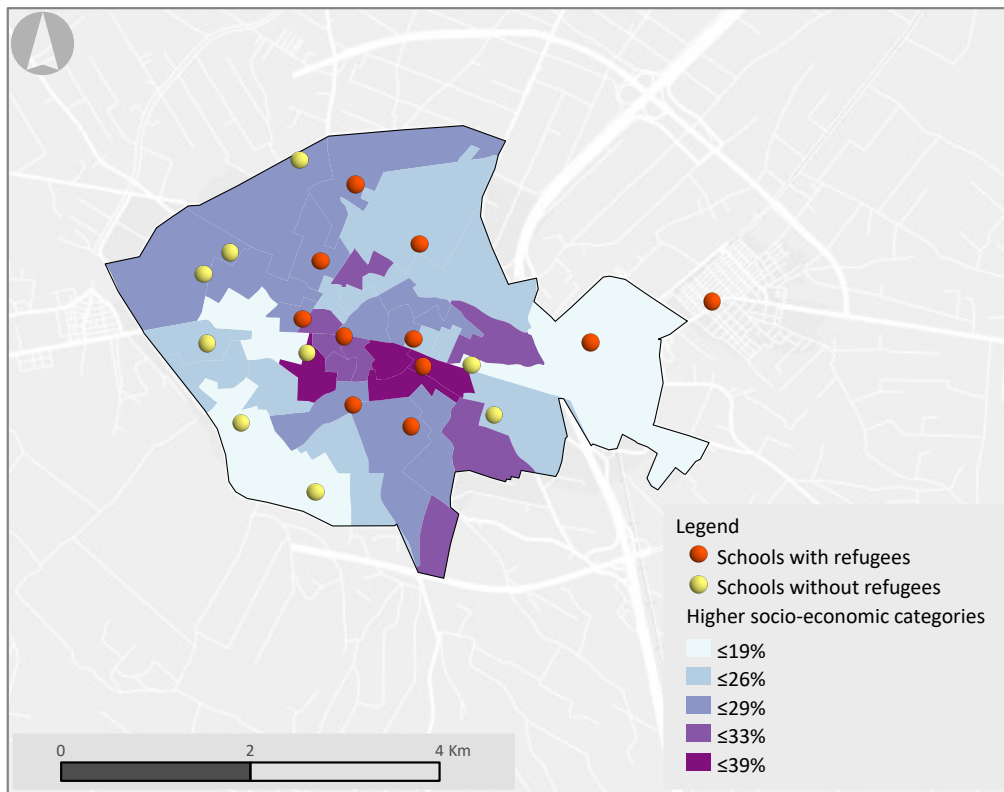 Legend
Schools with refugees
Schools without refugees
Higher socio-economic categories
≤19%
≤26%
≤29%
≤33%
≤39%
0 2 4 Km